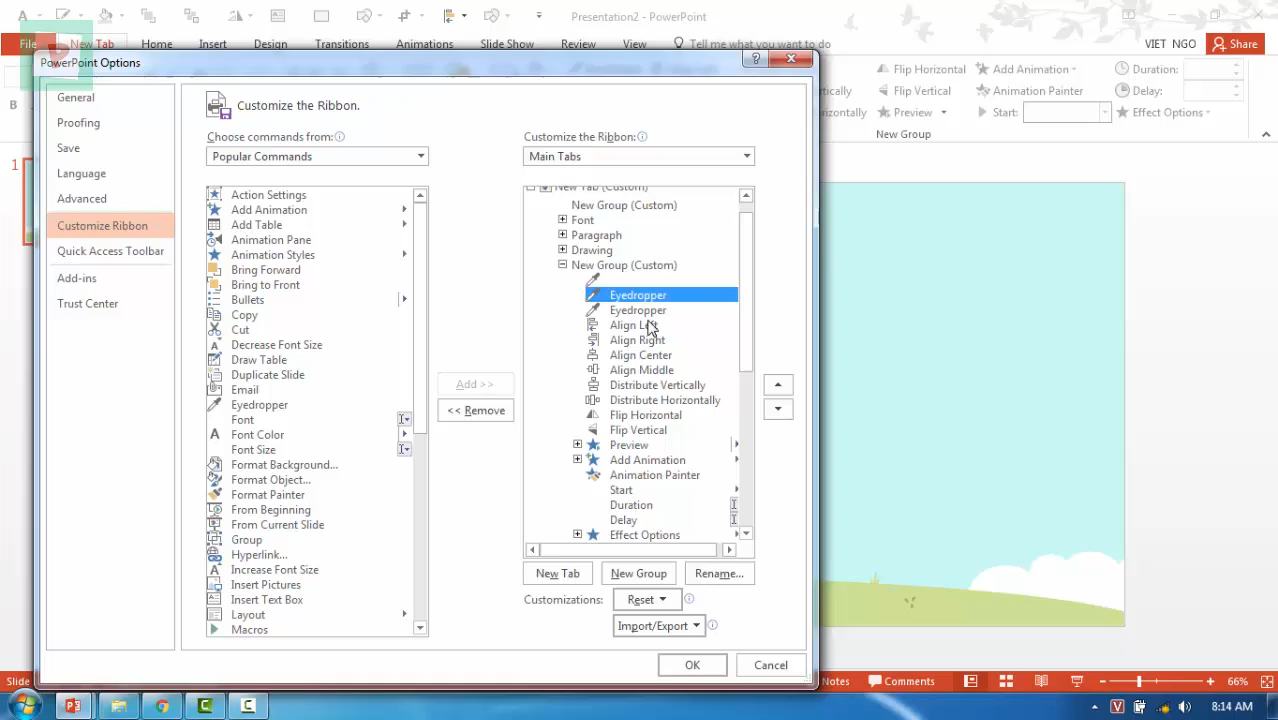 Presentation2 - PowerPoint
File
New Tab
Home
Insert
Design
Transitions
Animations
Slide Show
Review
View
Tell me what you want to do
VIET NGO
Share
Flip Horizontal
Add Animation
Duration:
Flip Vertical
Animation Painter
Delay:
Preview
Start:
Effect Options
New Group
PowerPoint Options
General
Proofing
Save
Language
Advanced
Customize Ribbon
Quick Access Toolbar
Add-ins
Trust Center
Customize the Ribbon.
Choose commands from:
Popular Commands
Action Settings
Add Animation
Add Table
Animation Pane
Animation Styles
Bring Forward
Bring to Front
Bullets
Copy
Cut
Decrease Font Size
Draw Table
Duplicate Slide
Email
Eyedropper
Font
Font Color
Font Size
Format Background...
Format Object...
Format Painter
From Beginning
From Current Slide
Group
Hyperlink...
Increase Font Size
Insert Pictures
Insert Text Box
Layout
Macros
Add >>
<< Remove
Customize the Ribbon:
Main Tabs
New Tab (Custom)
New Group (Custom)
Font
Paragraph
Drawing
New Group (Custom)
Eyedropper
Eyedropper
Align Left
Align Right
Align Center
Align Middle
Distribute Vertically
Distribute Horizontally
Flip Horizontal
Flip Vertical
Preview
Add Animation
Animation Painter
Start
Duration
Delay
Effect Options
New Tab
New Group
Rename...
Customizations:
Reset
Import/Export
OK
Cancel
1
Slide
Notes
Comments
66%
8:14 AM